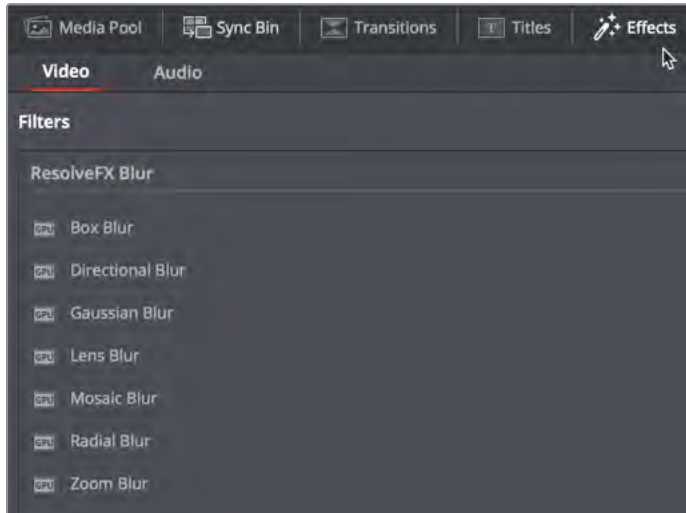 Media Pool Sync Bin Transitions Titles Effects
Video Audio
Filters
ResolveFX Blur
Box Blur
Directional Blur
Gaussian Blur
Lens Blur
Mosaic Blur
Radial Blur
Zoom Blur